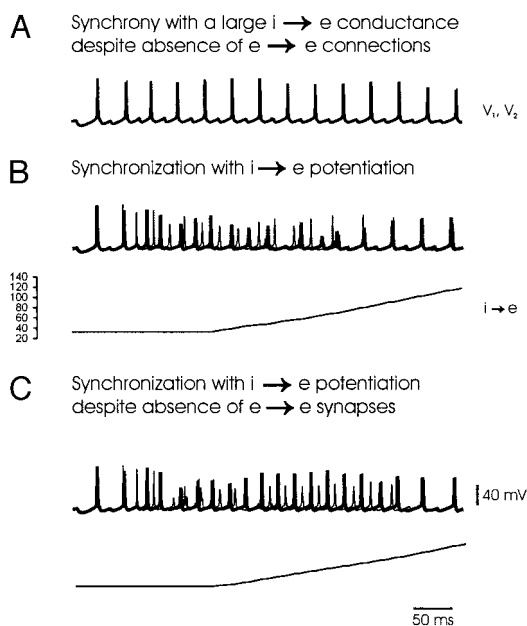 A
Synchrony with a large i → e conductance
despite absence of e → e connections
V₁, V₂
B
Synchronization with i → e potentiation
140
120
100
80
60
40
20
i → e
C
Synchronization with i → e potentiation
despite absence of e → e synapses
40 mV
50 ms